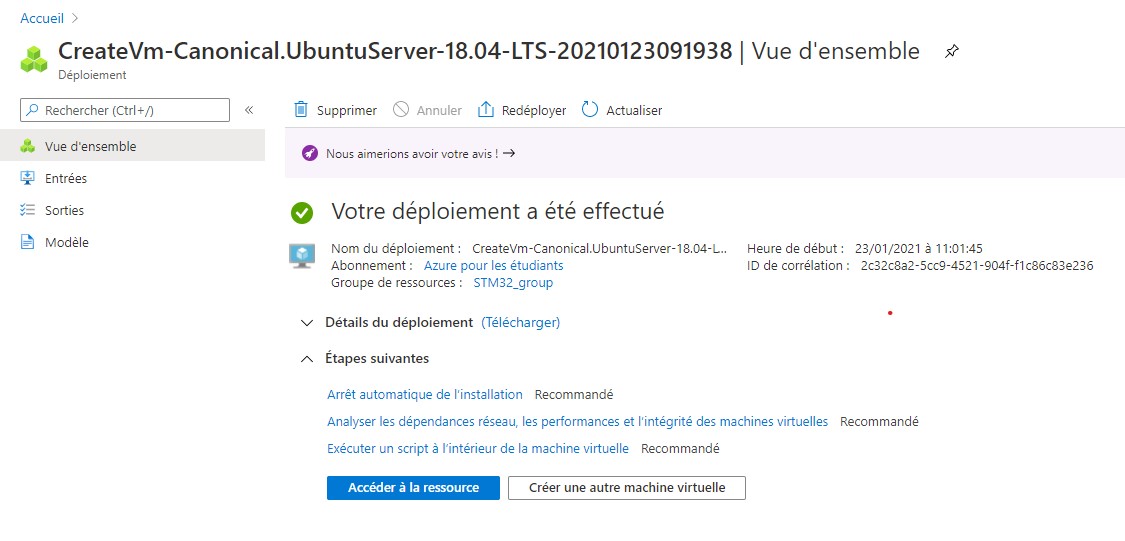 Accueil
CreateVm-Canonical.UbuntuServer-18.04-LTS-20210123091938 | Vue d'ensemble
Déploiement
Rechercher (Ctrl+/)
«
Supprimer
Annuler
Redéployer
Actualiser
Vue d'ensemble
Entrées
Sorties
Modèle
Nous aimerions avoir votre avis ! →
Votre déploiement a été effectué
Nom du déploiement : CreateVm-Canonical.UbuntuServer-18.04-L...
Abonnement : Azure pour les étudiants
Groupe de ressources : STM32_group
Heure de début : 23/01/2021 à 11:01:45
ID de corrélation : 2c32c8a2-5cc9-4521-904f-f1c86c83e236
Détails du déploiement (Télécharger)
Étapes suivantes
Arrêt automatique de l'installation Recommandé
Analyser les dépendances réseau, les performances et l'intégrité des machines virtuelles Recommandé
Exécuter un script à l'intérieur de la machine virtuelle Recommandé
Accéder à la ressource
Créer une autre machine virtuelle